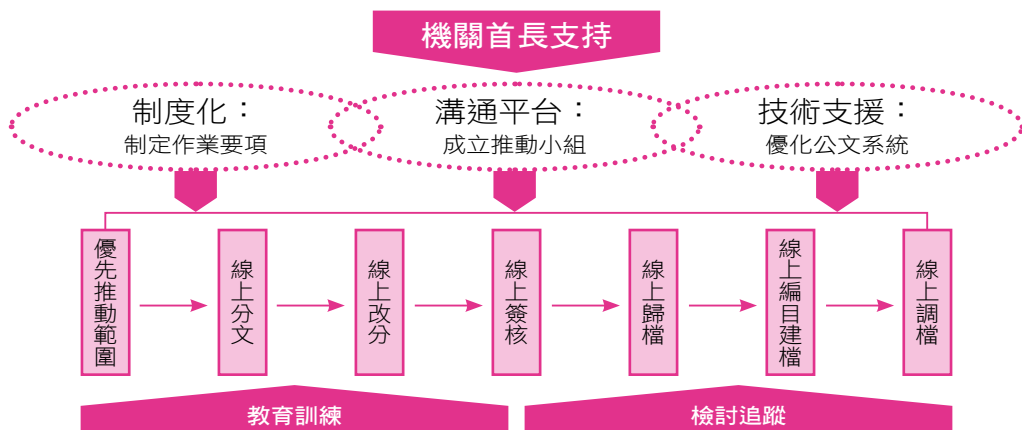 機關首長支持
制度化：
制定作業要項
溝通平台：
成立推動小組
技術支援：
優化公文系統
優先推動範圍
線上分文
線上改分
線上簽核
線上歸檔
線上編目建檔
線上調檔
教育訓練
檢討追蹤